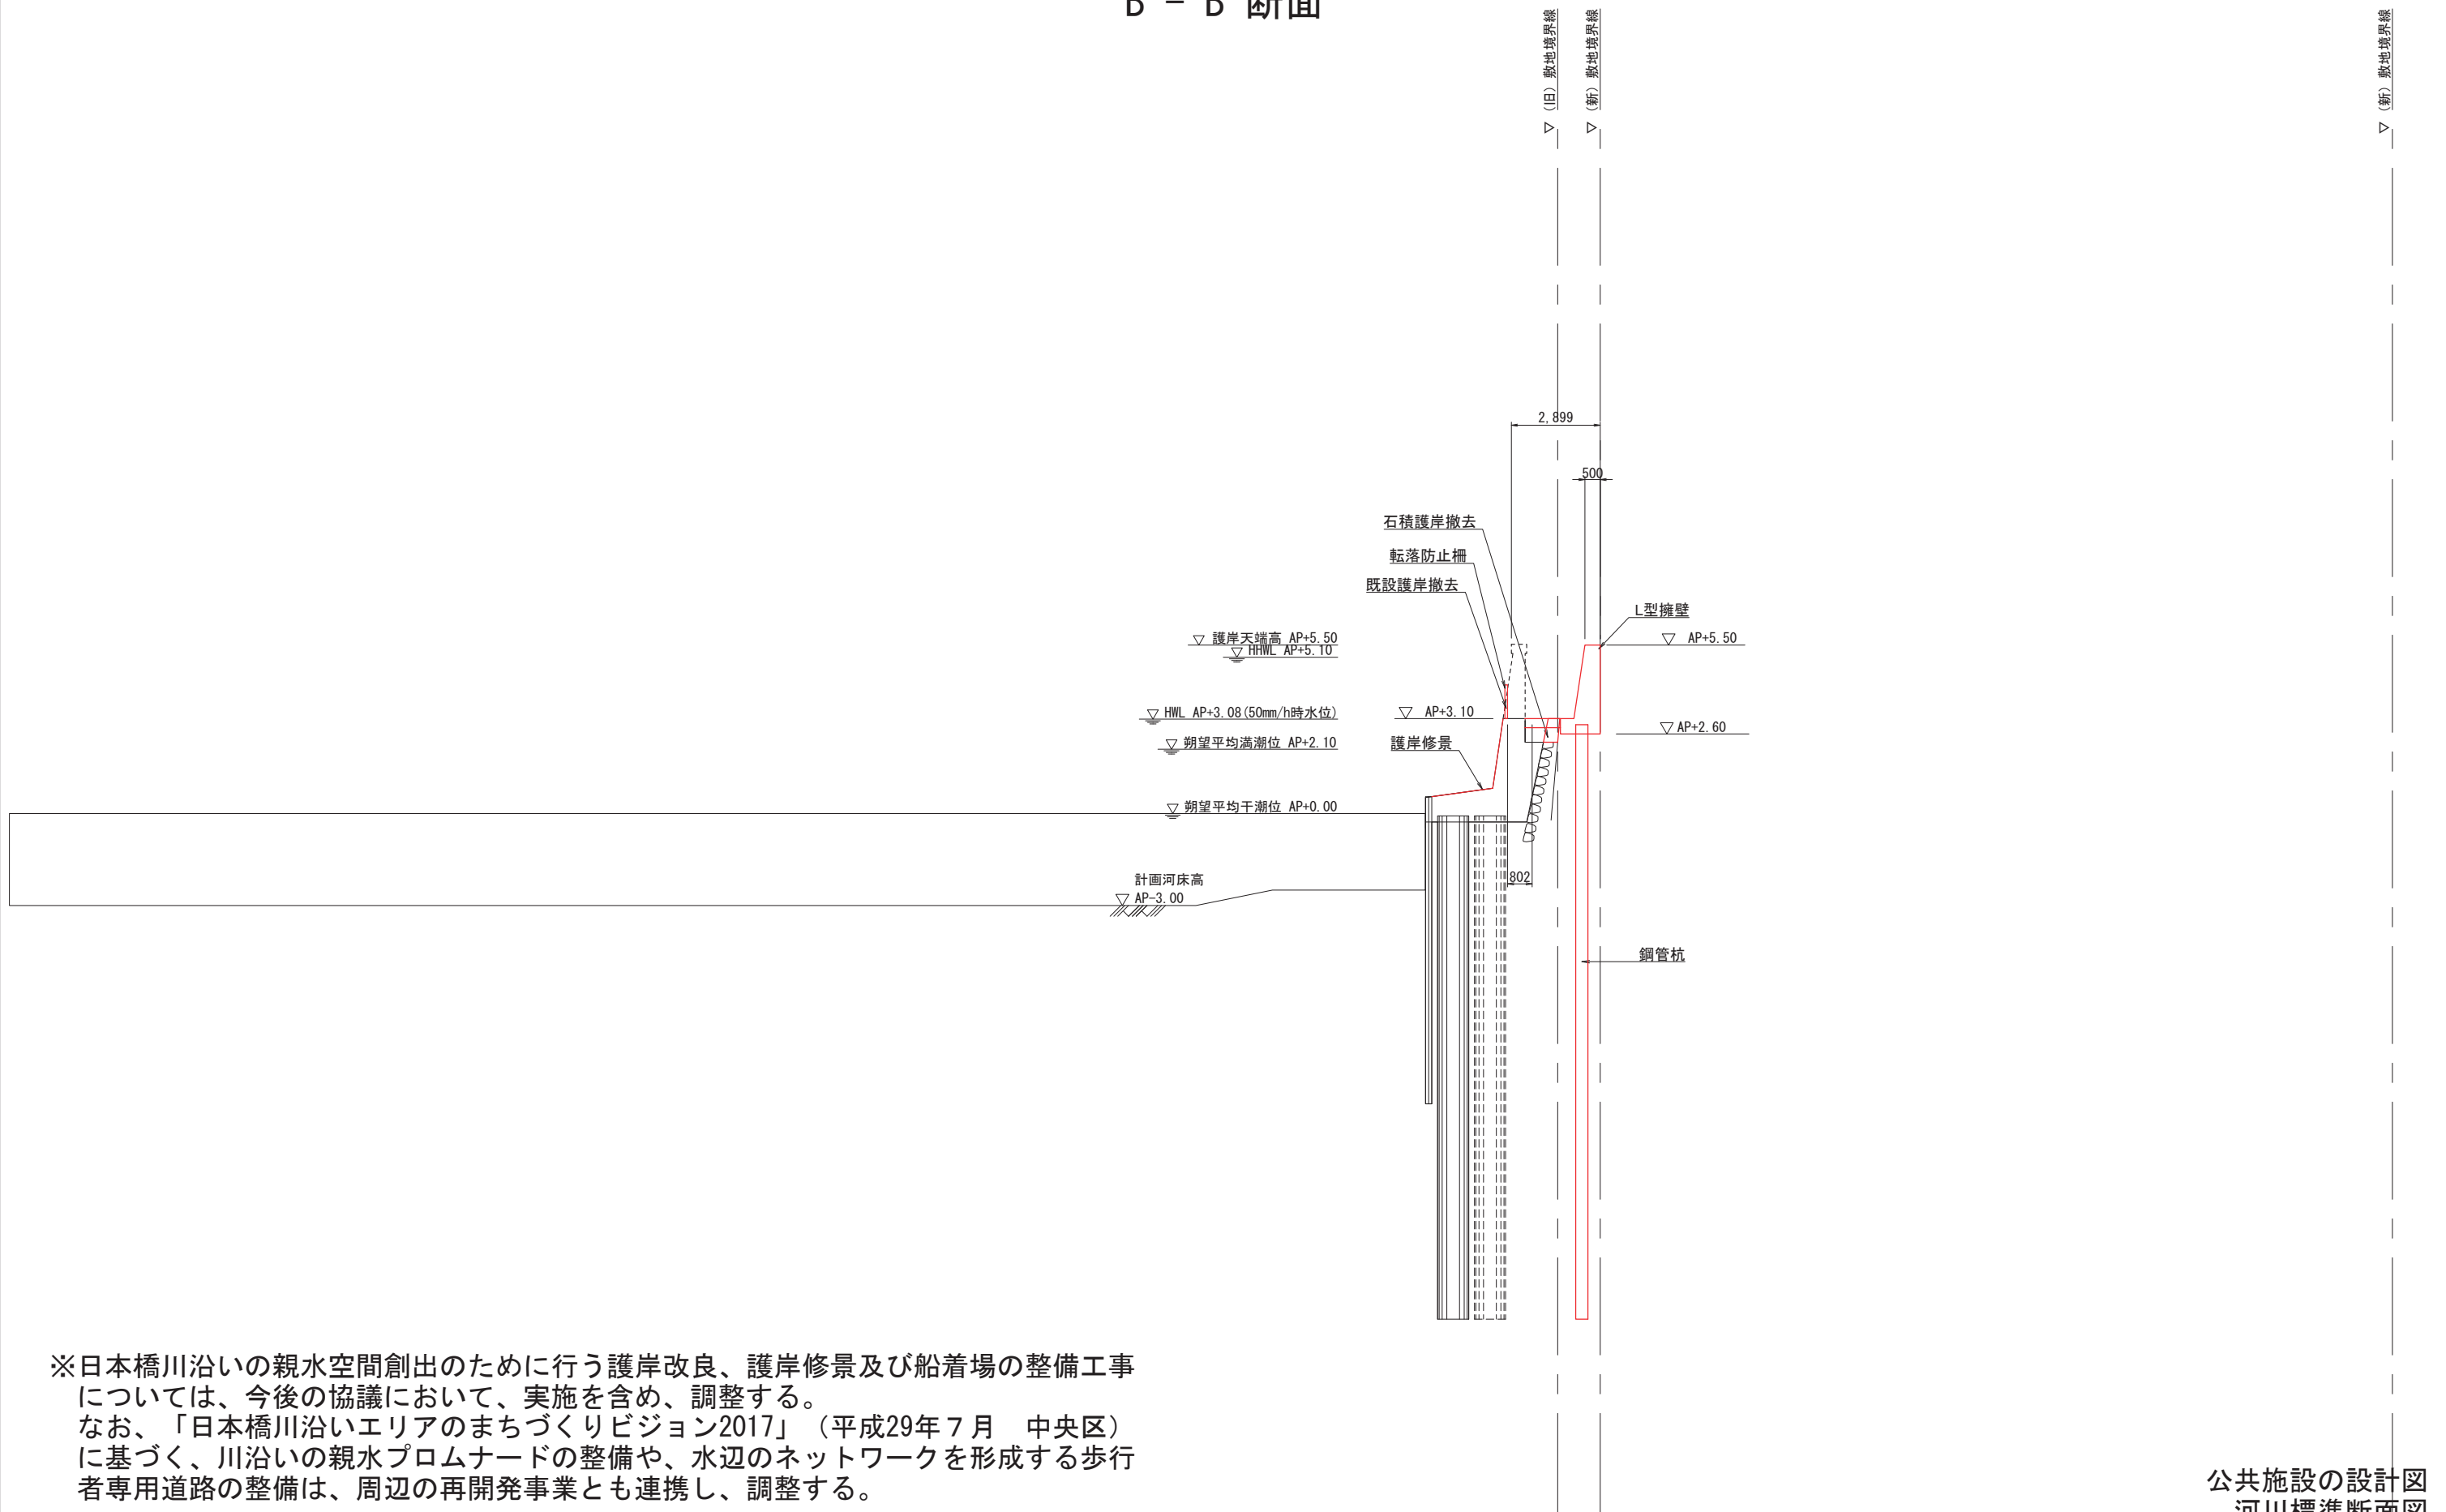 B - B 断面
▽ (旧) 敷地境界線
▽ (新) 敷地境界線
▽ (新) 敷地境界線
2,899
500
石積護岸撤去
転落防止柵
既設護岸撤去
L型擁壁
▽ 護岸天端高 AP+5.50
▽ HHWL AP+5.10
▽ AP+5.50
▽ HWL AP+3.08(50mm/h時水位)
▽ AP+3.10
▽ AP+2.60
▽ 朔望平均満潮位 AP+2.10
護岸修景
▽ 朔望平均干潮位 AP+0.00
計画河床高
▽ AP-3.00
802
鋼管杭
※日本橋川沿いの親水空間創出のために行う護岸改良、護岸修景及び船着場の整備工事
については、今後の協議において、実施を含め、調整する。
なお、「日本橋川沿いエリアのまちづくりビジョン2017」（平成29年７月　中央区）
に基づく、川沿いの親水プロムナードの整備や、水辺のネットワークを形成する歩行
者専用道路の整備は、周辺の再開発事業とも連携し、調整する。
公共施設の設計図
河川標準断面図